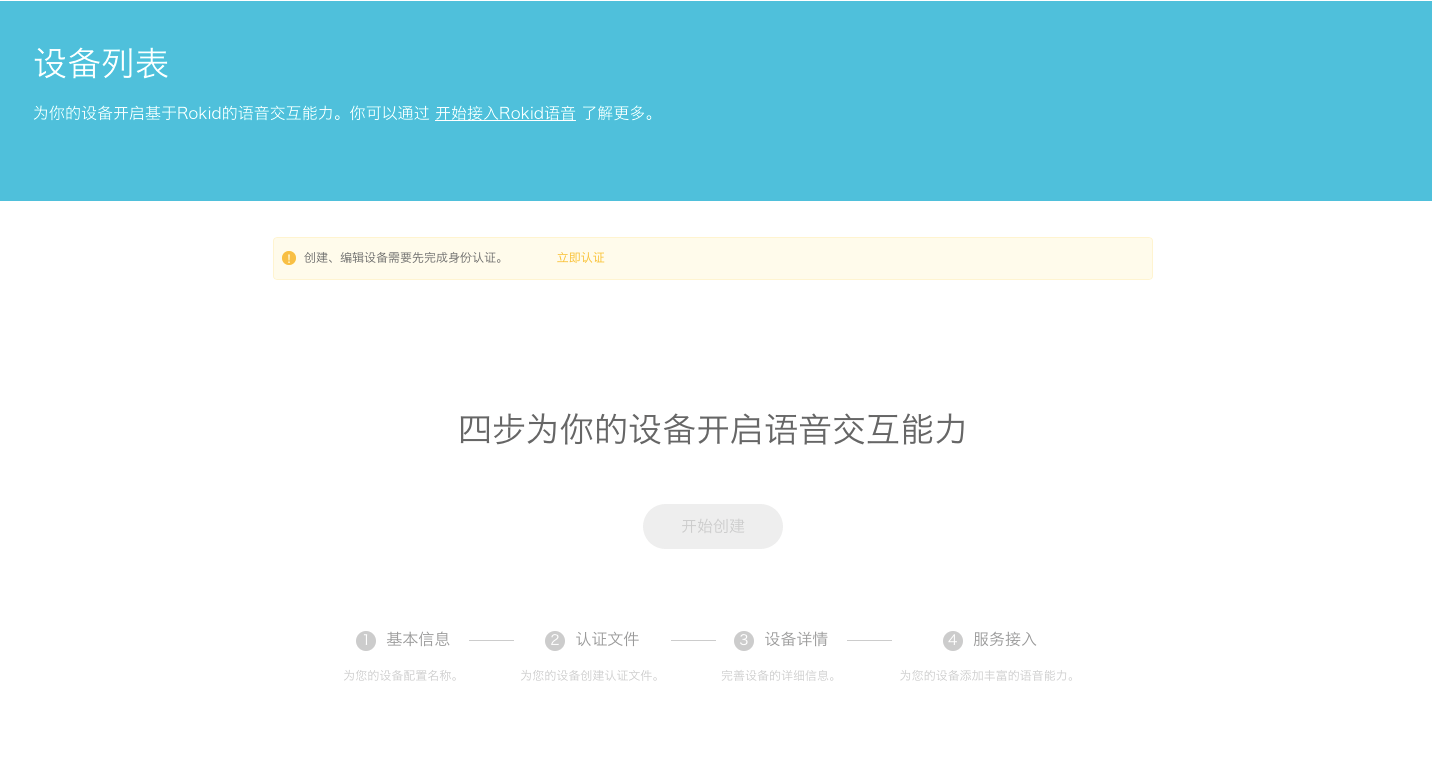 设备列表
为你的设备开启基于Rokid的语音交互能力。你可以通过 开始接入Rokid语音 了解更多。
! 创建、编辑设备需要先完成身份认证。 立即认证
四步为你的设备开启语音交互能力
开始创建
1 基本信息 2 认证文件 3 设备详情 4 服务接入
为您的设备配置名称。 为您的设备创建认证文件。 完善设备的详细信息。 为您的设备添加丰富的语音能力。